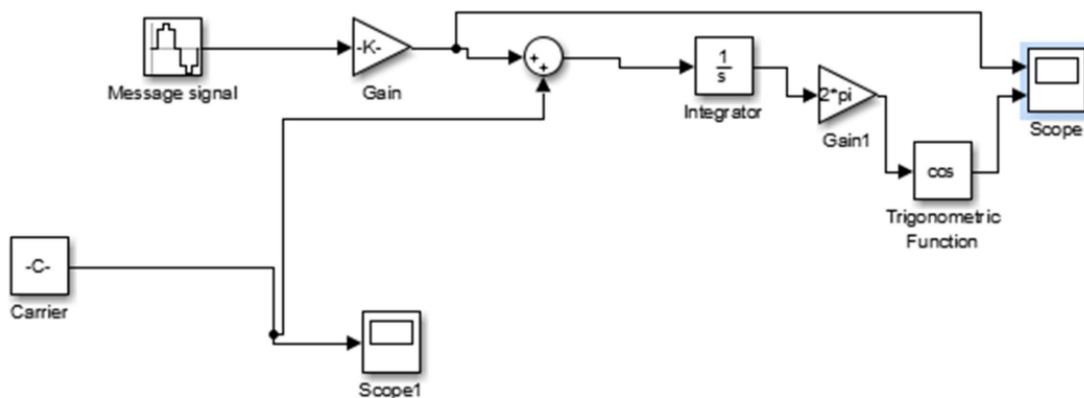 Message signal
-K-
Gain
+
+
1
s
Integrator
2*pi
Gain1
cos
Trigonometric
Function
Scope
-C-
Carrier
Scope1